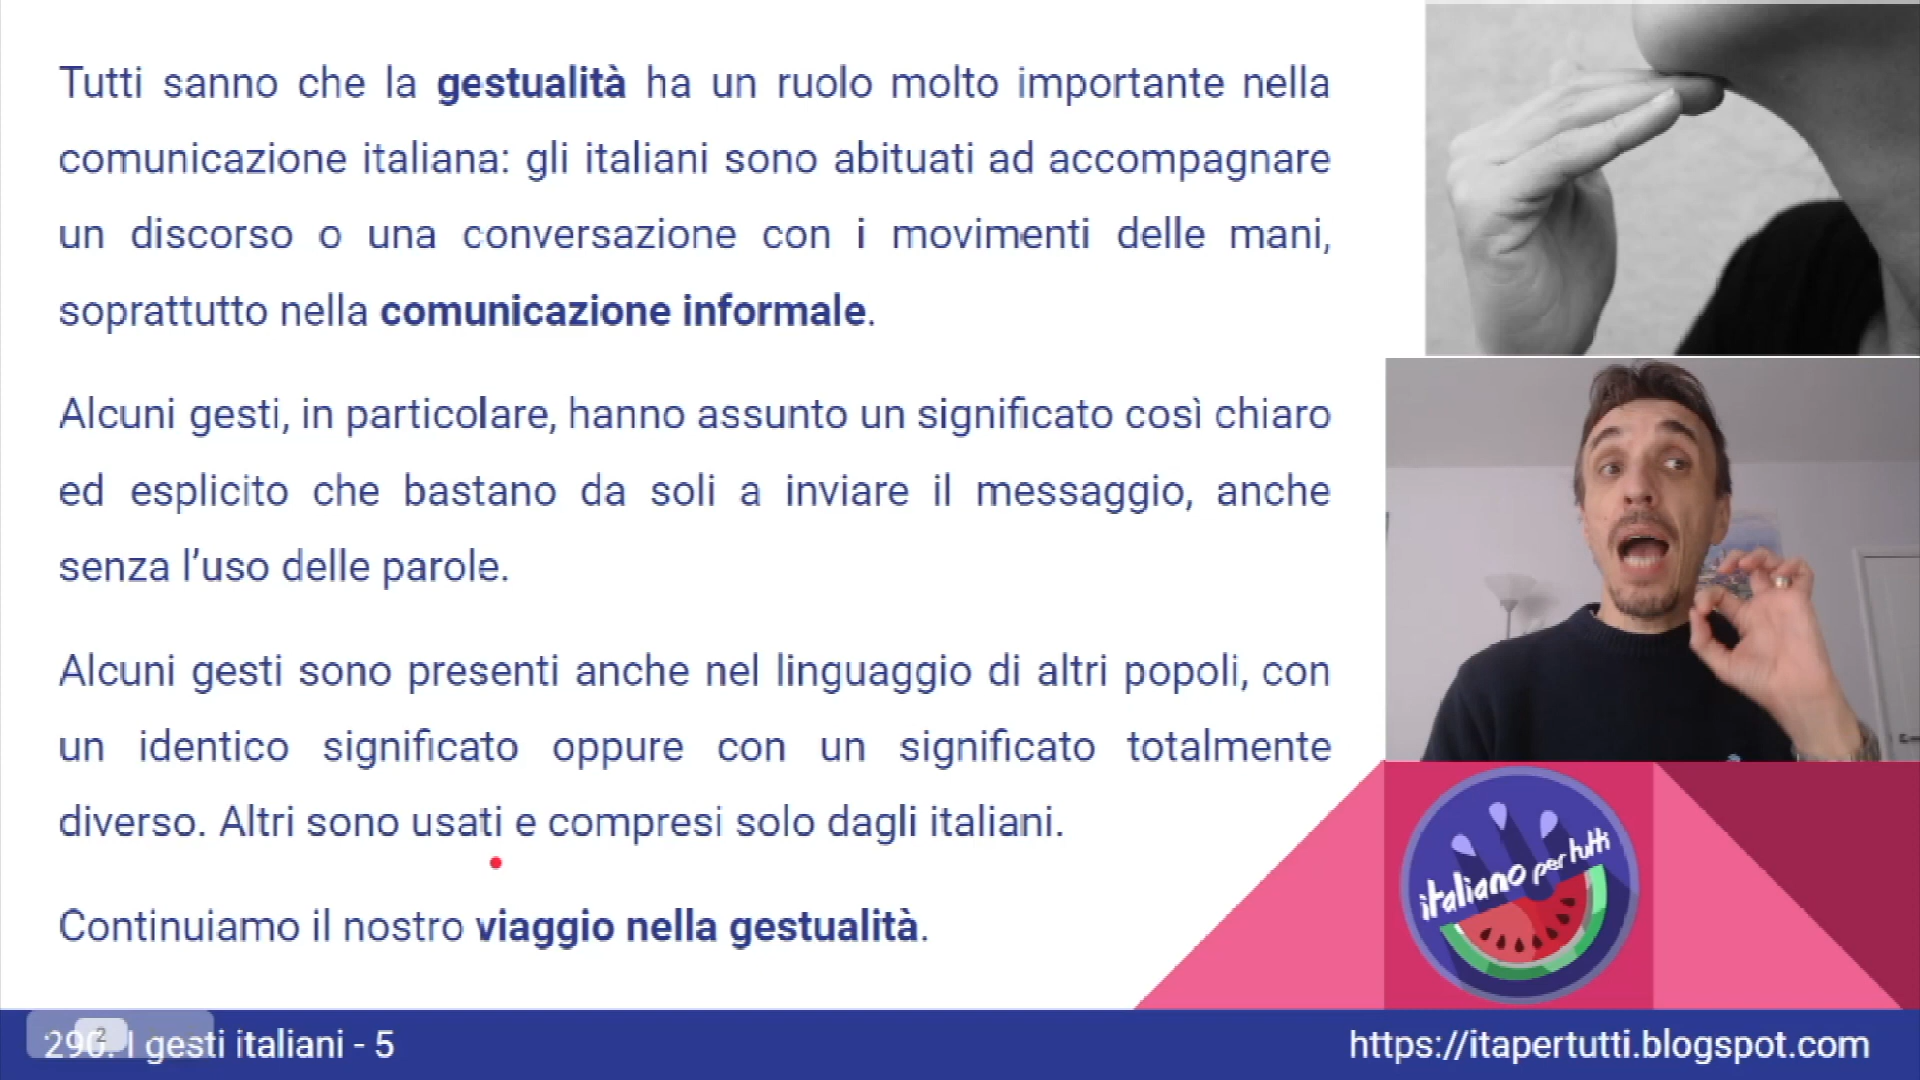 Tutti sanno che la gestualità ha un ruolo molto importante nella
comunicazione italiana: gli italiani sono abituati ad accompagnare
un discorso o una conversazione con i movimenti delle mani,
soprattutto nella comunicazione informale.
Alcuni gesti, in particolare, hanno assunto un significato così chiaro
ed esplicito che bastano da soli a inviare il messaggio, anche
senza l’uso delle parole.
Alcuni gesti sono presenti anche nel linguaggio di altri popoli, con
un identico significato oppure con un significato totalmente
diverso. Altri sono usati e compresi solo dagli italiani.
Continuiamo il nostro viaggio nella gestualità.
italiano per tutti
2
290. I gesti italiani - 5
https://itapertutti.blogspot.com